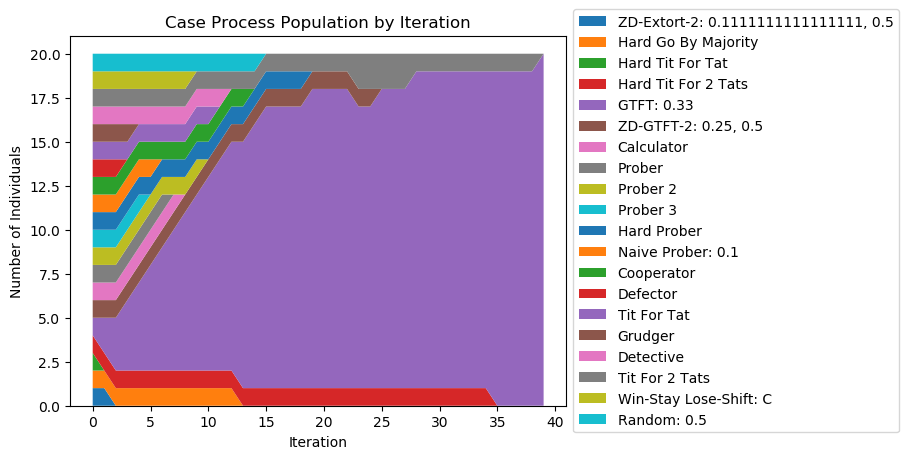 Case Process Population by Iteration
20.0
17.5
15.0
12.5
10.0
7.5
5.0
2.5
0.0
Number of Individuals
0 5 10 15 20 25 30 35 40
Iteration
ZD-Extort-2: 0.1111111111111111, 0.5
Hard Go By Majority
Hard Tit For Tat
Hard Tit For 2 Tats
GTFT: 0.33
ZD-GTFT-2: 0.25, 0.5
Calculator
Prober
Prober 2
Prober 3
Hard Prober
Naive Prober: 0.1
Cooperator
Defector
Tit For Tat
Grudger
Detective
Tit For 2 Tats
Win-Stay Lose-Shift: C
Random: 0.5